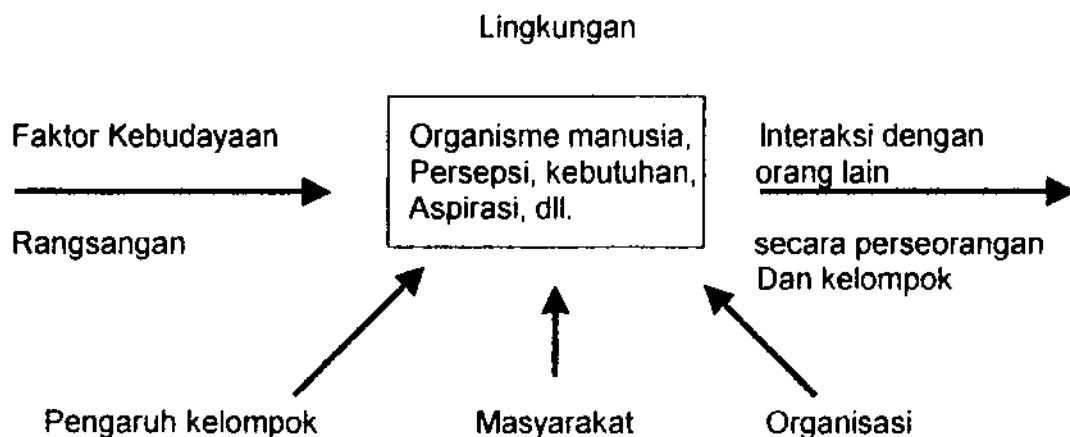 Lingkungan
Faktor Kebudayaan
Rangsangan
Organisme manusia,
Persepsi, kebutuhan,
Aspirasi, dll.
Interaksi dengan
orang lain
secara perseorangan
Dan kelompok
Pengaruh kelompok
Masyarakat
Organisasi